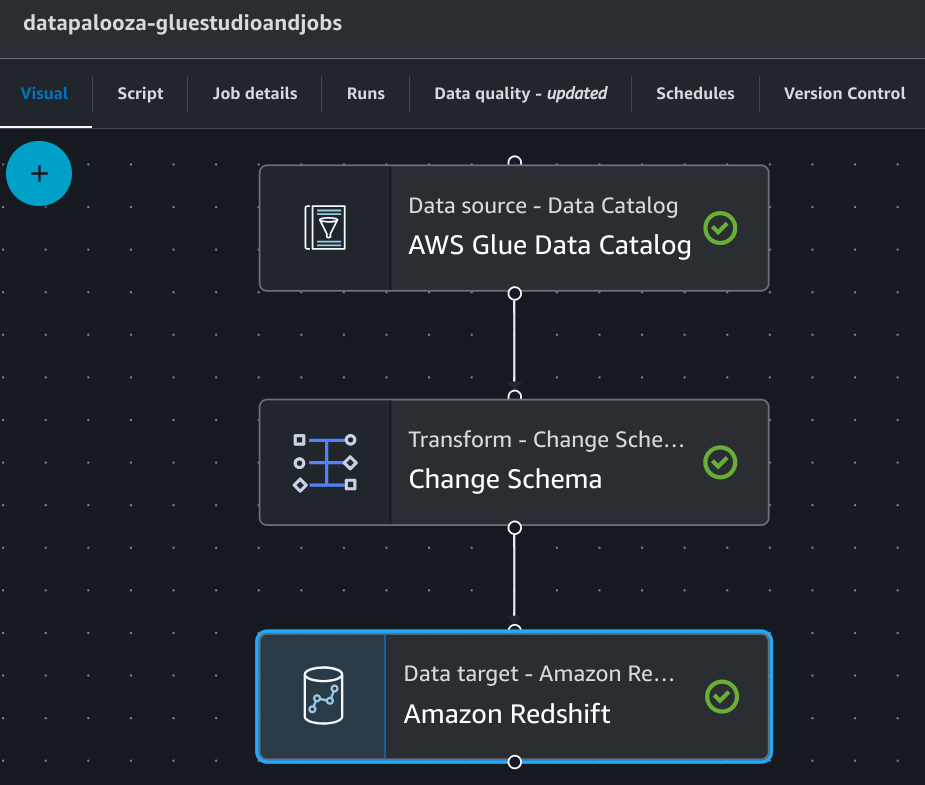 datapalooza-gluestudioandjobs
Visual Script Job details Runs Data quality - updated Schedules Version Control
+
Data source - Data Catalog
AWS Glue Data Catalog
Transform - Change Sche...
Change Schema
Data target - Amazon Re...
Amazon Redshift